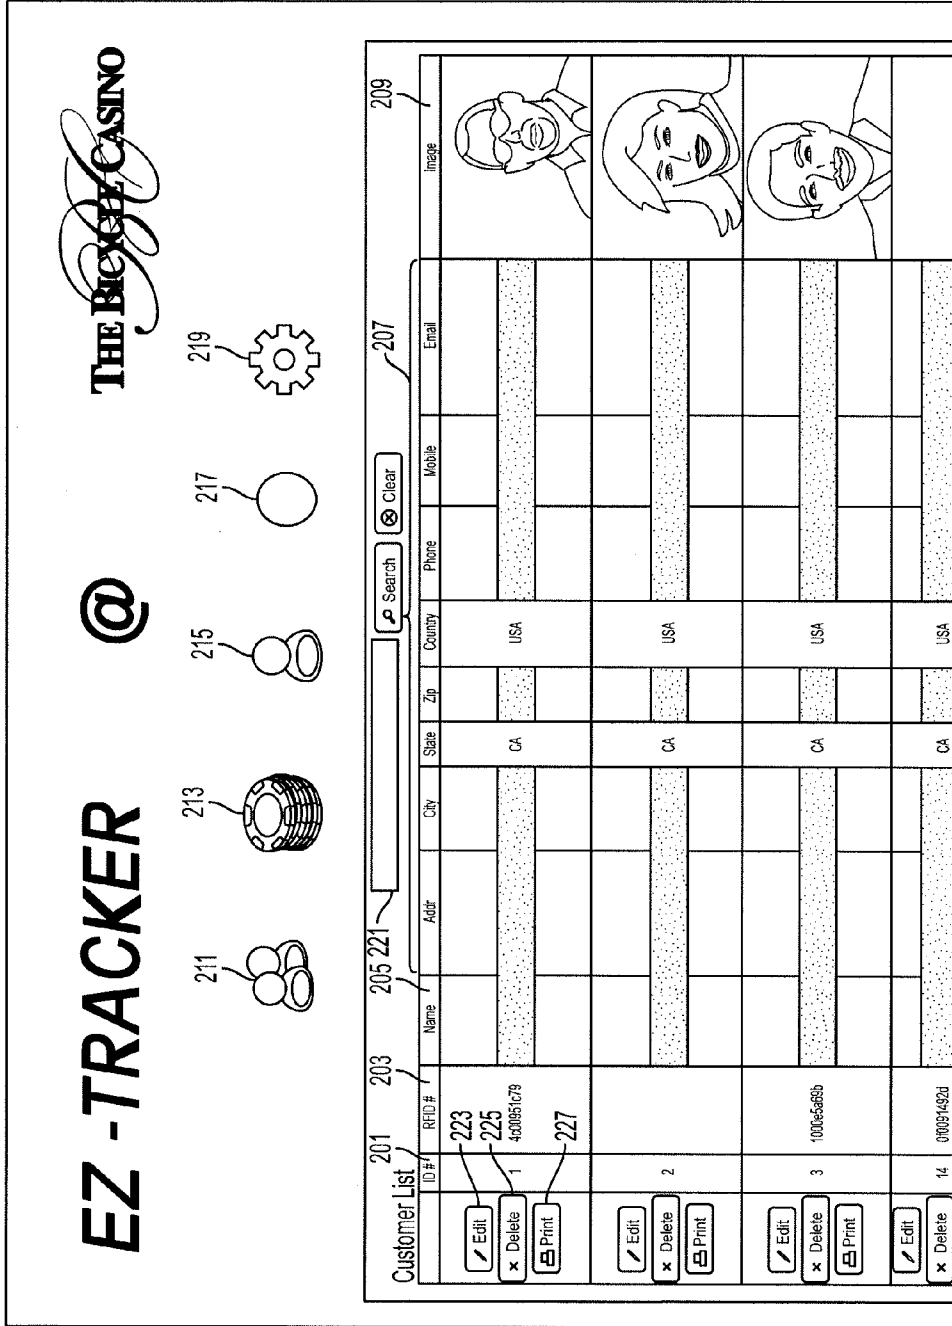 EZ -TRACKER @ THE BICYCLE CASINO
211 213 215 217 219
221 Search Clear
Customer List 201 203 205 207 209
ID # RFID # Name Addr City State Zip Country Phone Mobile Email Image
Edit 223
Delete 225 1 4c00951c79 CA USA
Print 227
Edit
Delete 2 CA USA
Print
Edit
Delete 3 1000e5a69b CA USA
Print
Edit
Delete 14 0f0091492d CA USA